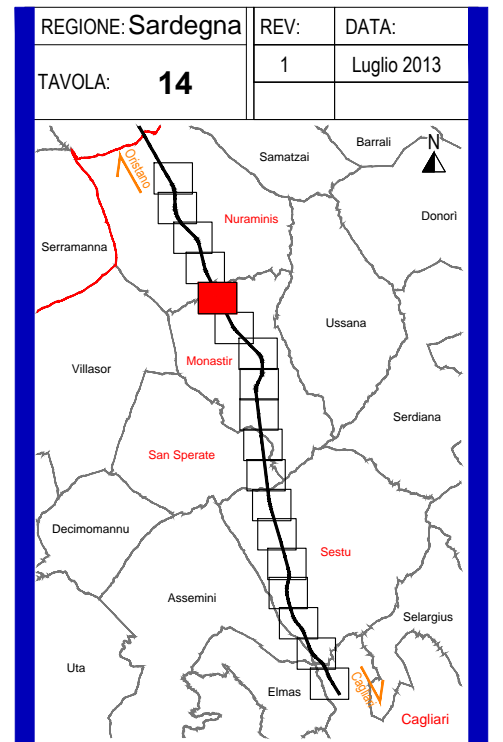 REGIONE: Sardegna
REV:
DATA:
TAVOLA: 14
1
Luglio 2013
Barrali
N
Samatzai
Oristano
Nuraminis
Donorì
Serramanna
Ussana
Monastir
Villasor
Serdiana
San Sperate
Decimomannu
Sestu
Assemini
Selargius
Uta
Elmas
Cagliari
Cagliari